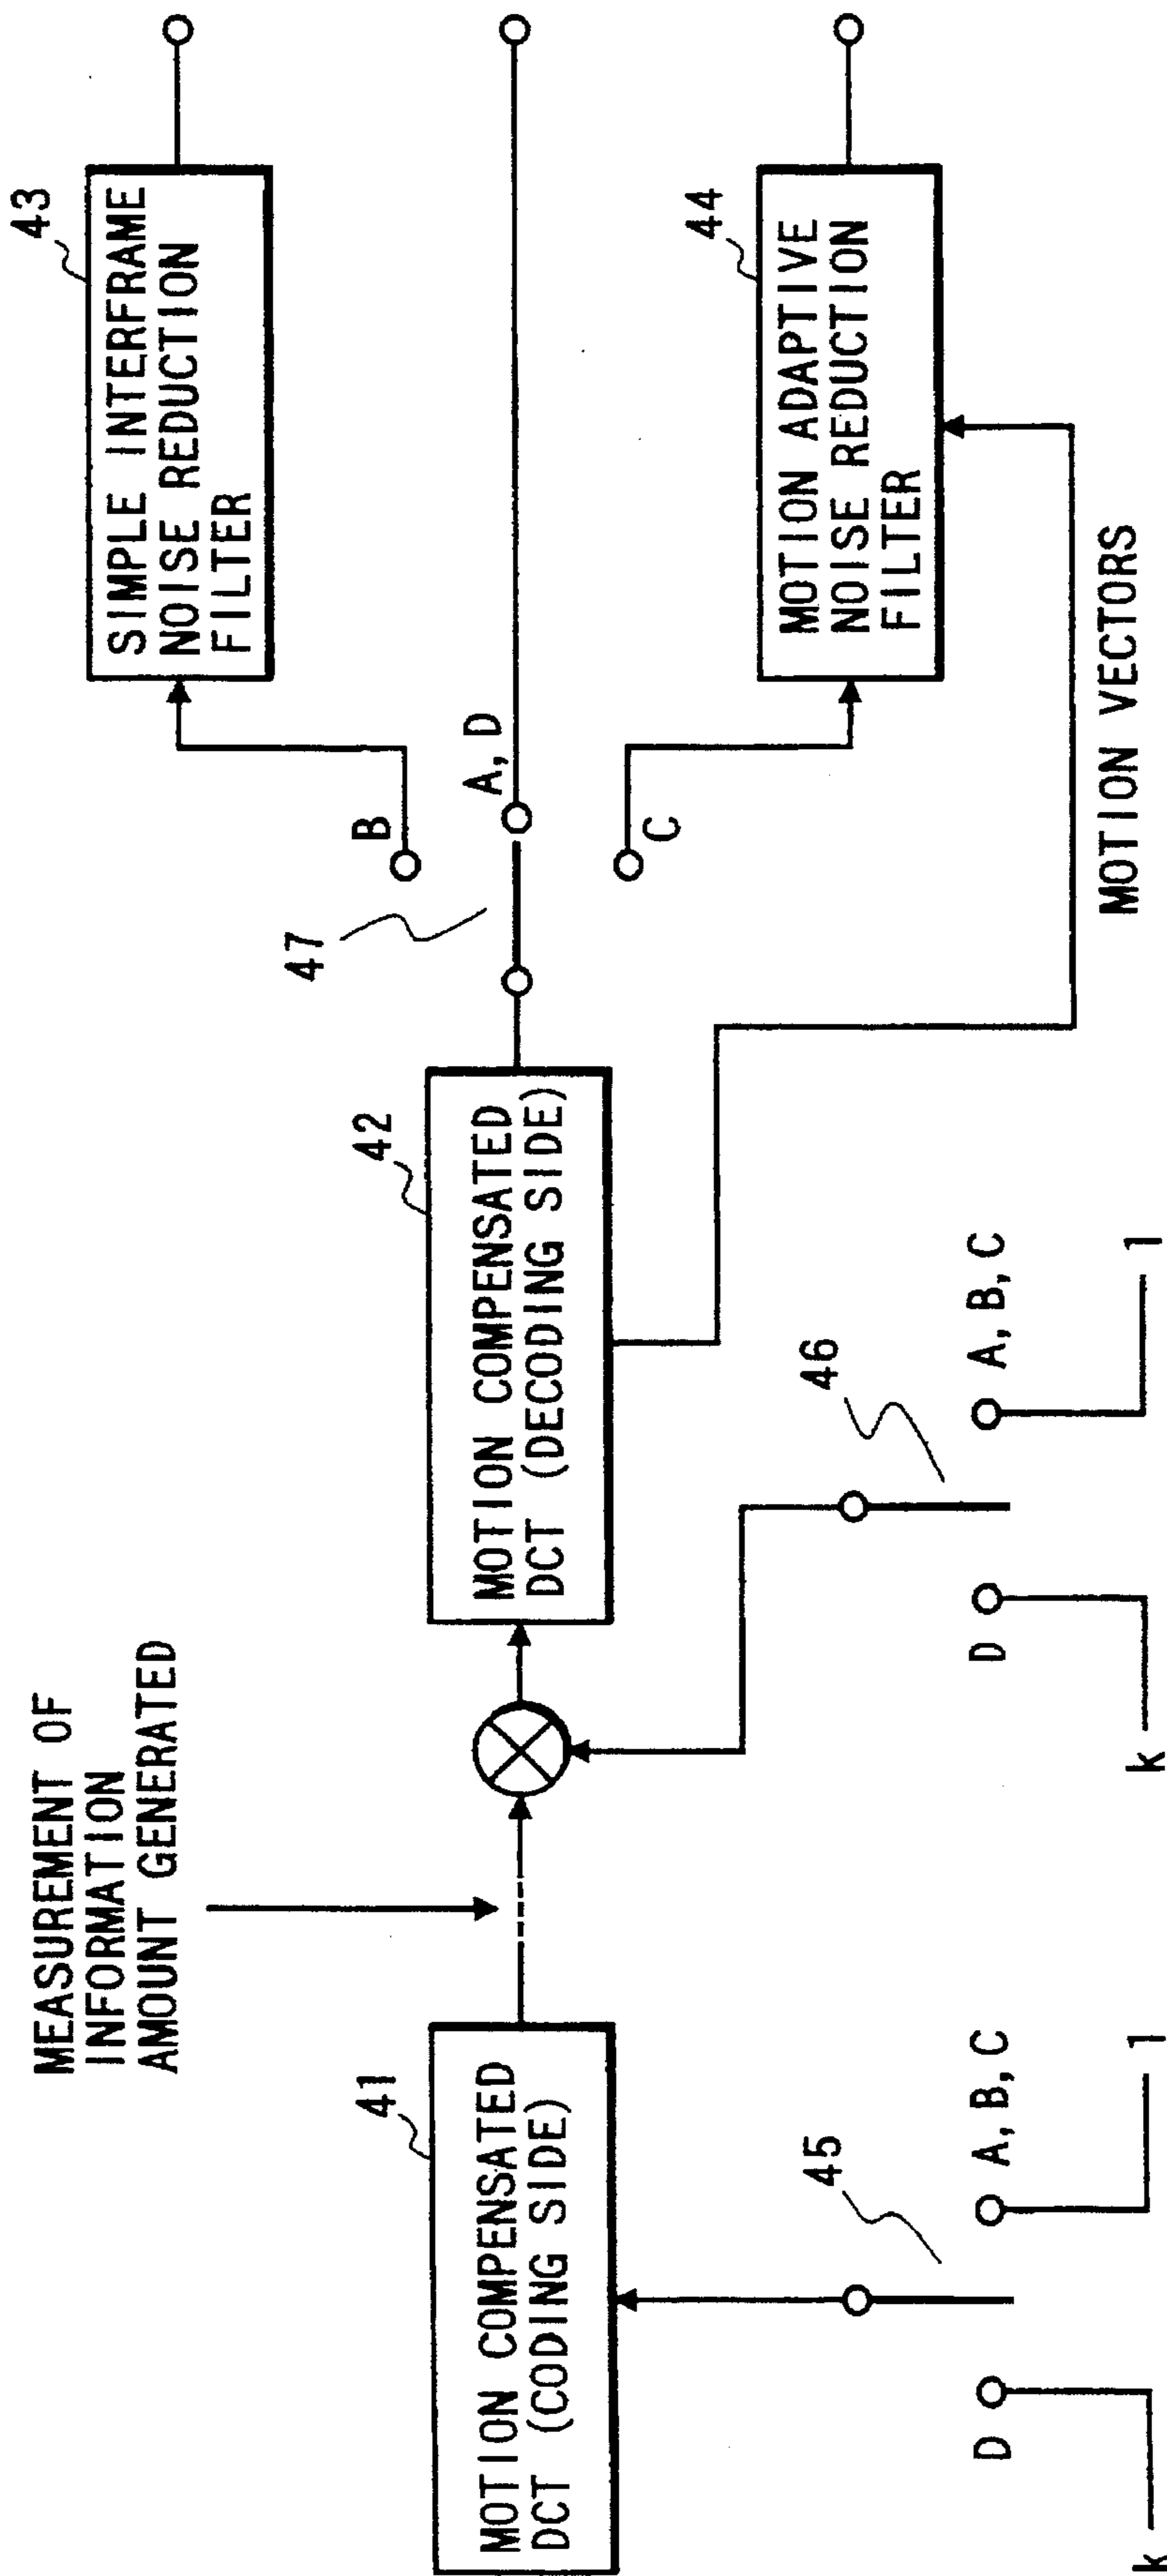 MEASUREMENT OF
INFORMATION
AMOUNT GENERATED
41
MOTION COMPENSATED
DCT (CODING SIDE)
45
D
A, B, C
k
1
42
MOTION COMPENSATED
DCT (DECODING SIDE)
46
D
A, B, C
k
1
47
B
A, D
C
43
SIMPLE INTERFRAME
NOISE REDUCTION
FILTER
44
MOTION ADAPTIVE
NOISE REDUCTION
FILTER
MOTION VECTORS